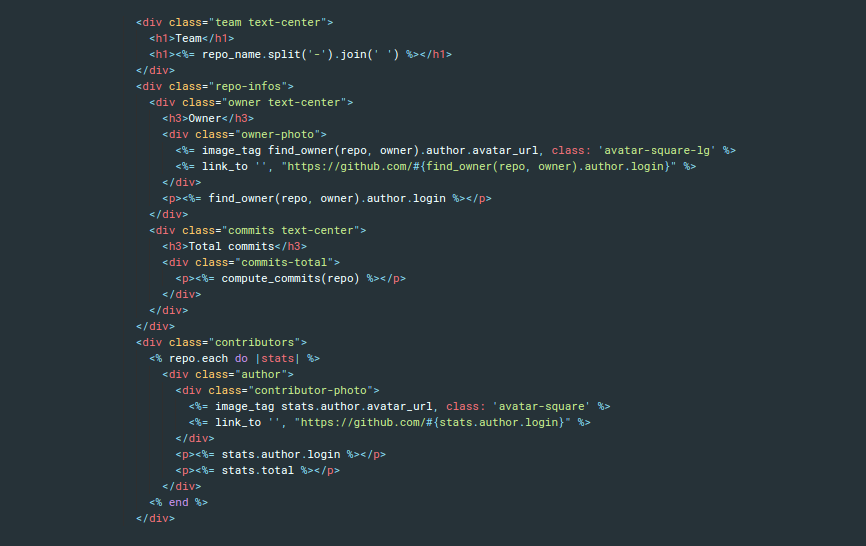 <div class="team text-center">
  <h1>Team</h1>
  <h1><%= repo_name.split('-').join(' ') %></h1>
</div>
<div class="repo-infos">
  <div class="owner text-center">
    <h3>Owner</h3>
    <div class="owner-photo">
      <%= image_tag find_owner(repo, owner).author.avatar_url, class: 'avatar-square-lg' %>
      <%= link_to '', "https://github.com/#{find_owner(repo, owner).author.login}" %>
    </div>
    <p><%= find_owner(repo, owner).author.login %></p>
  </div>
  <div class="commits text-center">
    <h3>Total commits</h3>
    <div class="commits-total">
      <p><%= compute_commits(repo) %></p>
    </div>
  </div>
</div>
<div class="contributors">
  <% repo.each do |stats| %>
    <div class="author">
      <div class="contributor-photo">
        <%= image_tag stats.author.avatar_url, class: 'avatar-square' %>
        <%= link_to '', "https://github.com/#{stats.author.login}" %>
      </div>
      <p><%= stats.author.login %></p>
      <p><%= stats.total %></p>
    </div>
  <% end %>
</div>